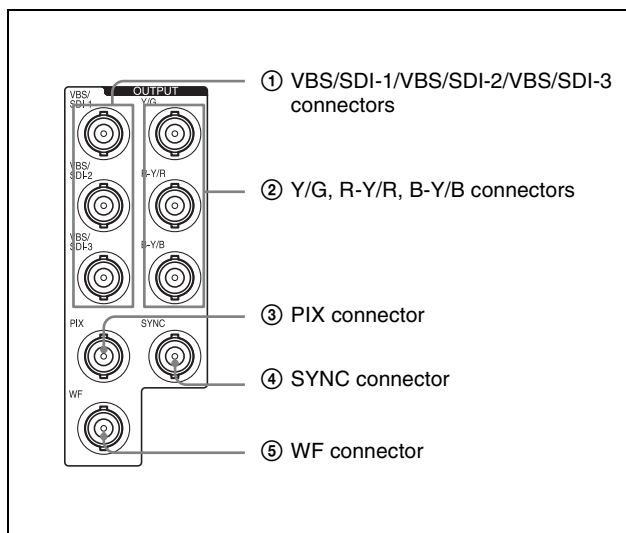 OUTPUT
VBS/
SDI-1
Y/G
VBS/
SDI-2
R-Y/R
VBS/
SDI-3
B-Y/B
PIX
SYNC
WF
① VBS/SDI-1/VBS/SDI-2/VBS/SDI-3
connectors
② Y/G, R-Y/R, B-Y/B connectors
③ PIX connector
④ SYNC connector
⑤ WF connector